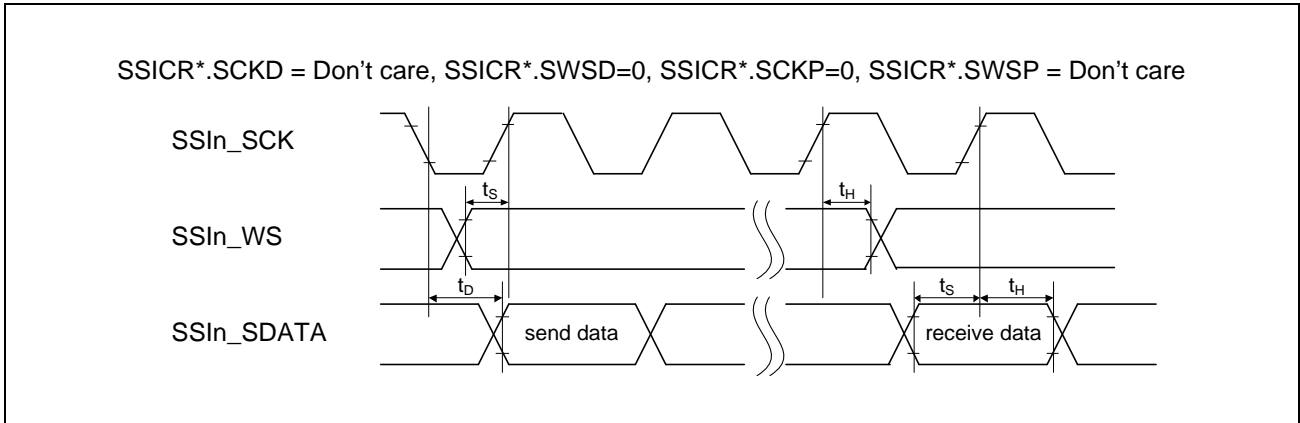 SSICR*.SCKD = Don't care, SSICR*.SWSD=0, SSICR*.SCKP=0, SSICR*.SWSP = Don't care
SSIn_SCK
tS tH
SSIn_WS
tD tS tH
SSIn_SDATA send data receive data